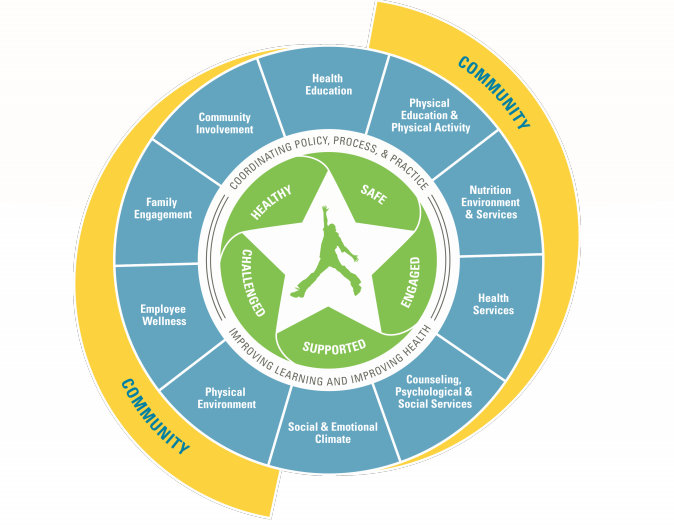 COMMUNITY
Health
Education
Physical
Education &
Physical Activity
Nutrition
Environment
& Services
Health
Services
Counseling,
Psychological &
Social Services
Social & Emotional
Climate
Physical
Environment
Employee
Wellness
Family
Engagement
Community
Involvement
COORDINATING POLICY, PROCESS, & PRACTICE
IMPROVING LEARNING AND IMPROVING HEALTH
HEALTHY
SAFE
ENGAGED
SUPPORTED
CHALLENGED
COMMUNITY